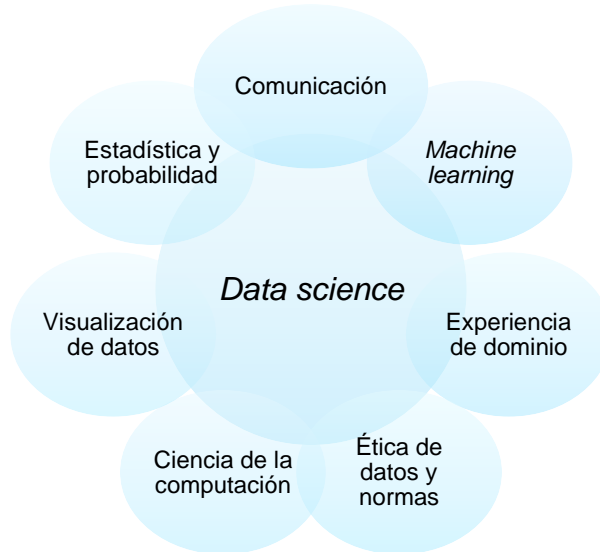 Comunicación
Estadística y
probabilidad
Machine
learning
Data science
Visualización
de datos
Experiencia
de dominio
Ciencia de la
computación
Ética de
datos y
normas